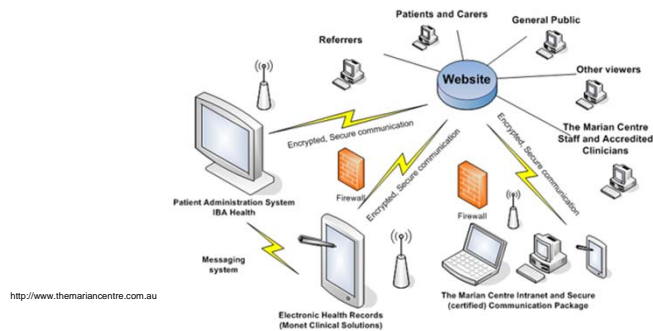 Patients and Carers
General Public
Referrers
Website
Other viewers
The Marian Centre
Staff and Accredited
Clinicians
Encrypted, Secure communication
Encrypted, Secure communication
Encrypted, Secure communication
Firewall
Firewall
Patient Administration System
IBA Health
Messaging
system
http://www.themariancentre.com.au
Electronic Health Records
(Monet Clinical Solutions)
The Marian Centre Intranet and Secure
(certified) Communication Package